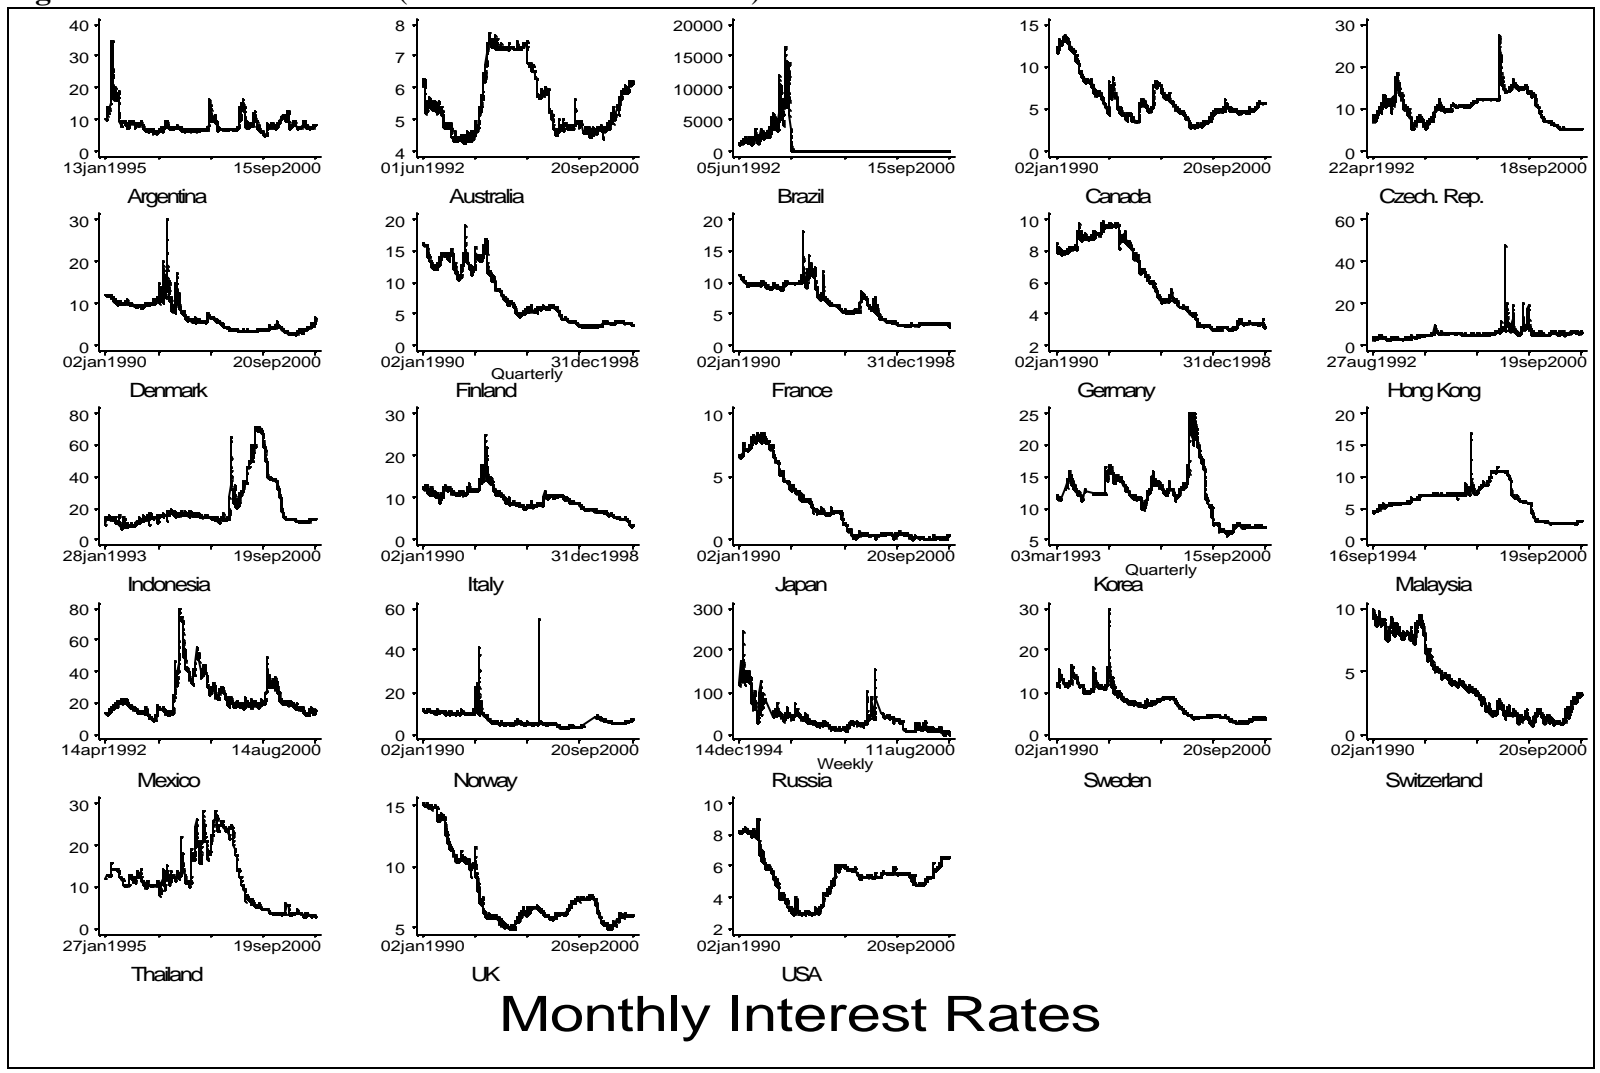 40 30 20 10 0
13jan1995 15sep2000
Argentina
8 7 6 5 4
01jun1992 20sep2000
Australia
20000 15000 10000 5000 0
05jun1992 15sep2000
Brazil
15 10 5 0
02jan1990 20sep2000
Canada
30 20 10 0
22apr1992 18sep2000
Czech. Rep.
30 20 10 0
02jan1990 20sep2000
Denmark
20 15 10 5 0
02jan1990 31dec1998
Quarterly
Finland
20 15 10 5 0
02jan1990 31dec1998
France
10 8 6 4 2
02jan1990 31dec1998
Germany
60 40 20 0
27aug1992 19sep2000
Hong Kong
80 60 40 20 0
28jan1993 19sep2000
Indonesia
30 20 10 0
02jan1990 31dec1998
Italy
10 5 0
02jan1990 20sep2000
Japan
25 20 15 10 5
03mar1993 15sep2000
Quarterly
Korea
20 15 10 5 0
16sep1994 19sep2000
Malaysia
80 60 40 20 0
14apr1992 14aug2000
Mexico
60 40 20 0
02jan1990 20sep2000
Norway
300 200 100 0
14dec1994 11aug2000
Weekly
Russia
30 20 10 0
02jan1990 20sep2000
Sweden
10 5 0
02jan1990 20sep2000
Switzerland
30 20 10 0
27jan1995 19sep2000
Thailand
15 10 5
02jan1990 20sep2000
UK
10 8 6 4 2
02jan1990 20sep2000
USA
Monthly Interest Rates